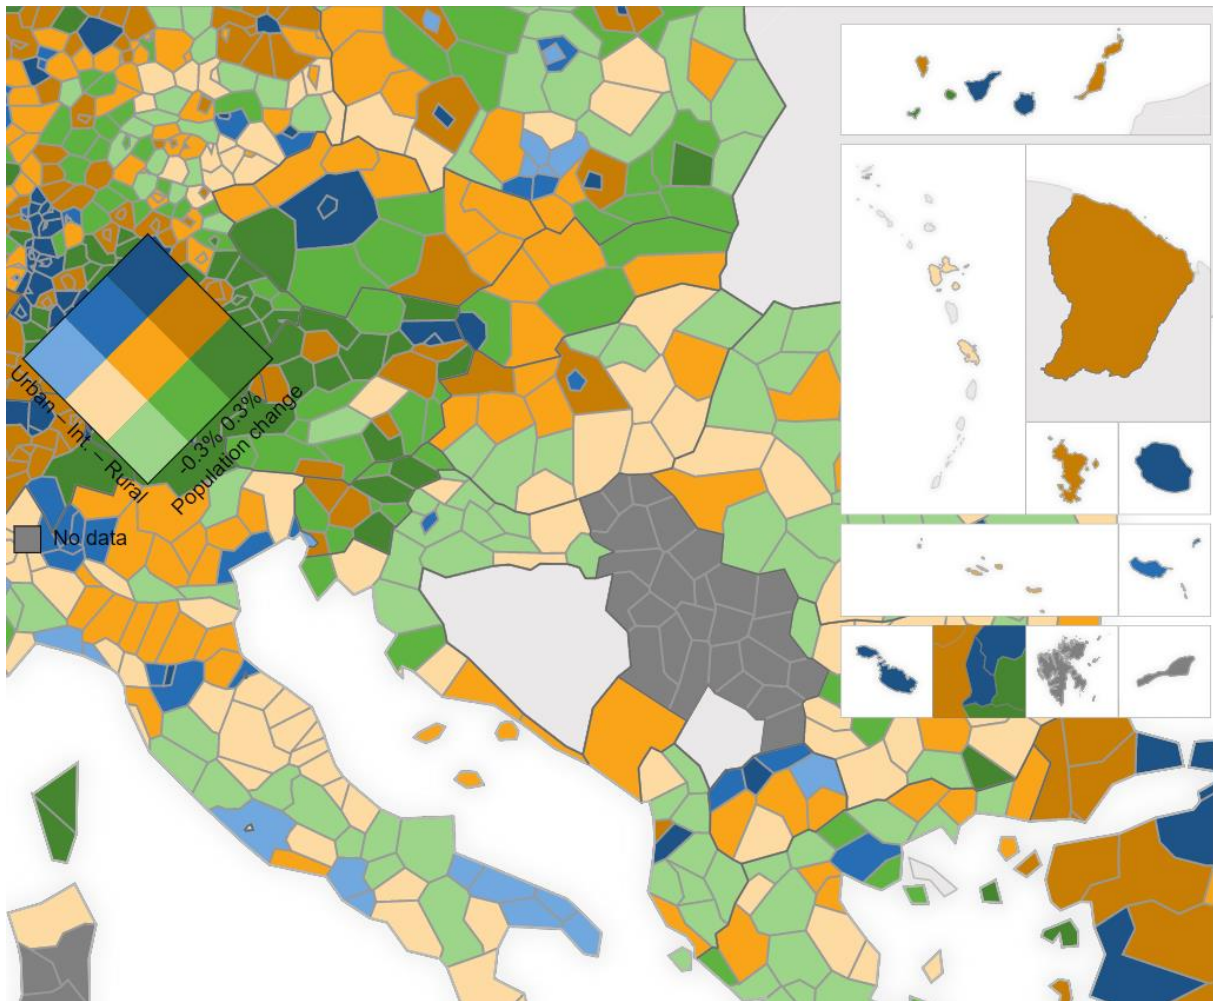 Urban – Int. – Rural
-0.3% 0.3%
Population change
No data